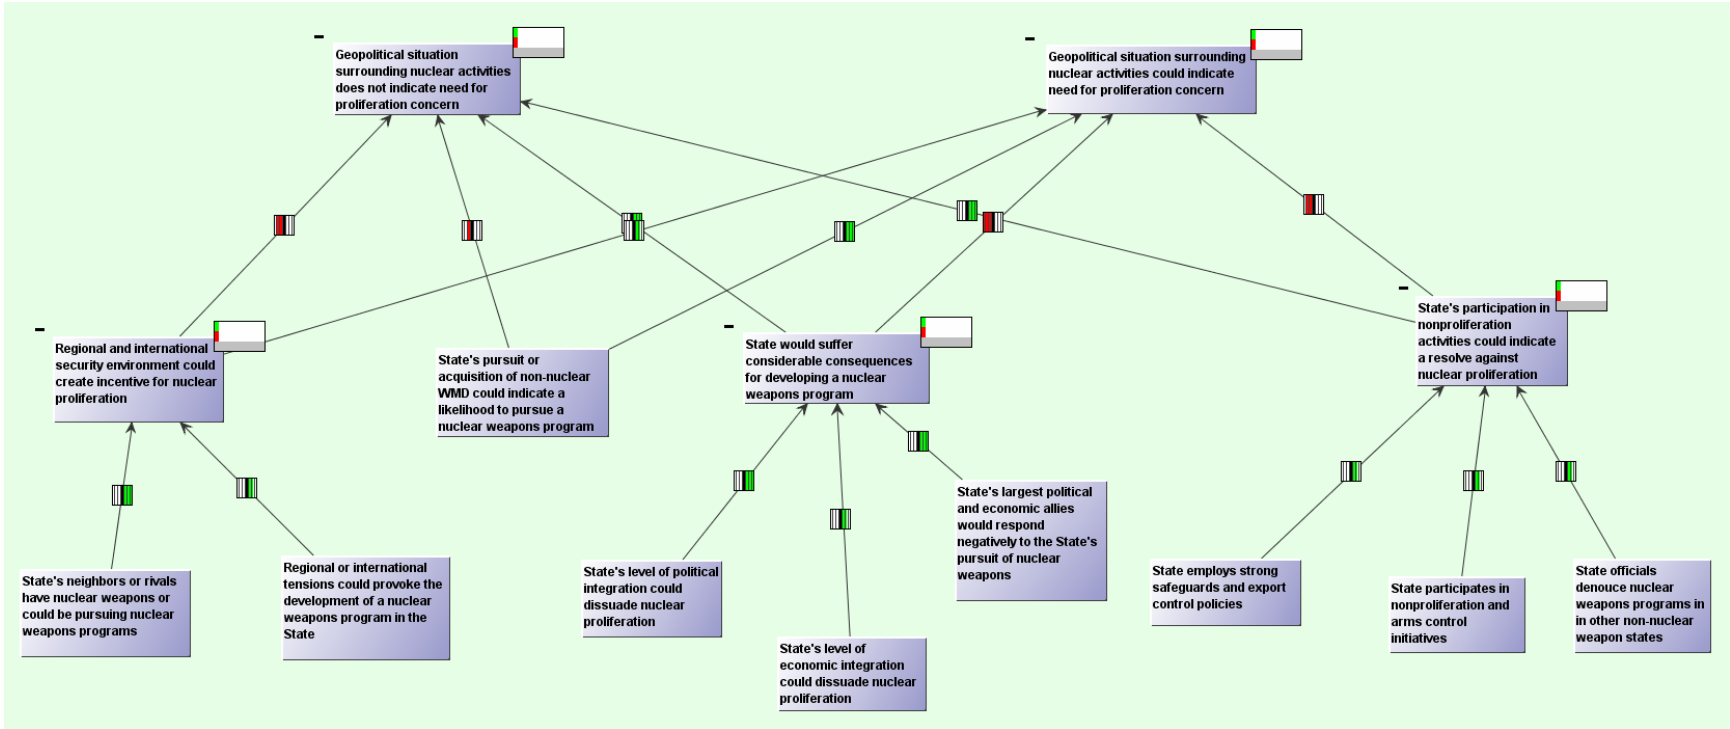 Geopolitical situation
surrounding nuclear activities
does not indicate need for
proliferation concern
Geopolitical situation surrounding
nuclear activities could indicate
need for proliferation concern
Regional and international
security environment could
create incentive for nuclear
proliferation
State's pursuit or
acquisition of non-nuclear
WMD could indicate a
likelihood to pursue a
nuclear weapons program
State would suffer
considerable consequences
for developing a nuclear
weapons program
State's participation in
nonproliferation
activities could indicate
a resolve against
nuclear proliferation
State's neighbors or rivals
have nuclear weapons or
could be pursuing nuclear
weapons programs
Regional or international
tensions could provoke the
development of a nuclear
weapons program in the
State
State's level of political
integration could
dissuade nuclear
proliferation
State's level of
economic integration
could dissuade nuclear
proliferation
State's largest political
and economic allies
would respond
negatively to the State's
pursuit of nuclear
weapons
State employs strong
safeguards and export
control policies
State participates in
nonproliferation and
arms control
initiatives
State officials
denouce nuclear
weapons programs in
in other non-nuclear
weapon states